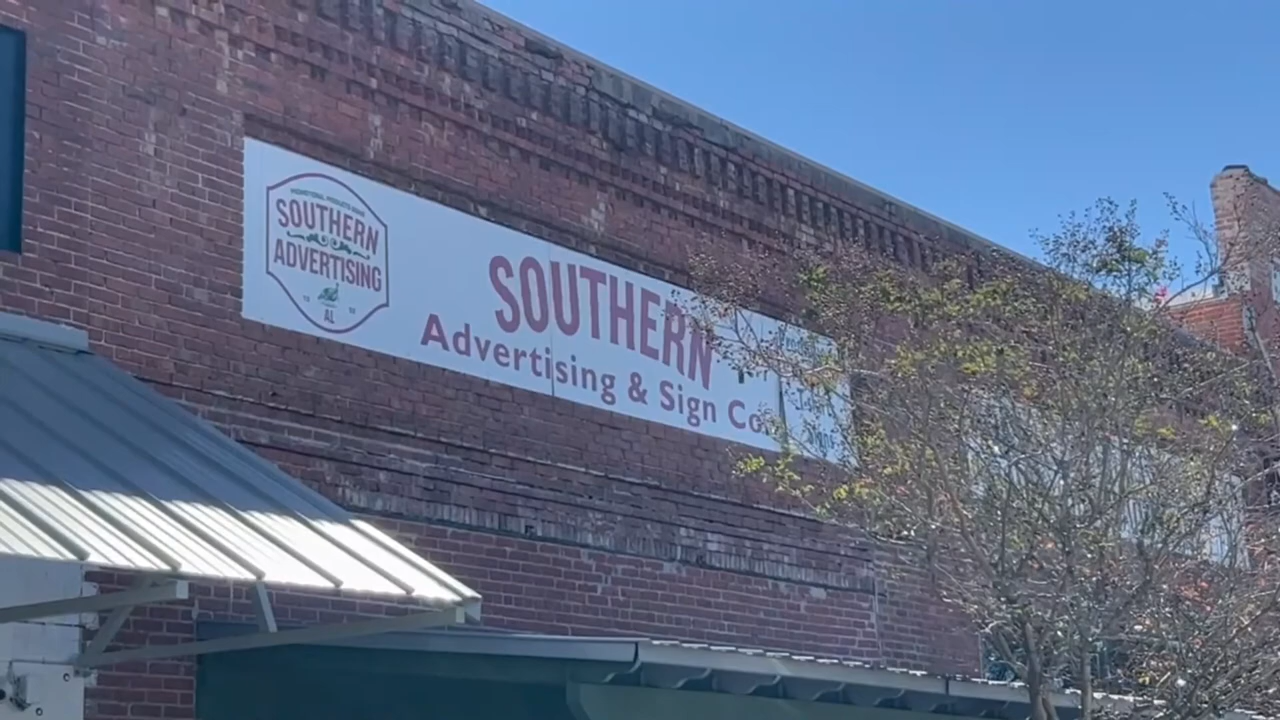 SOUTHERN
ADVERTISING
AL
SOUTHERN
Advertising & Sign Co.